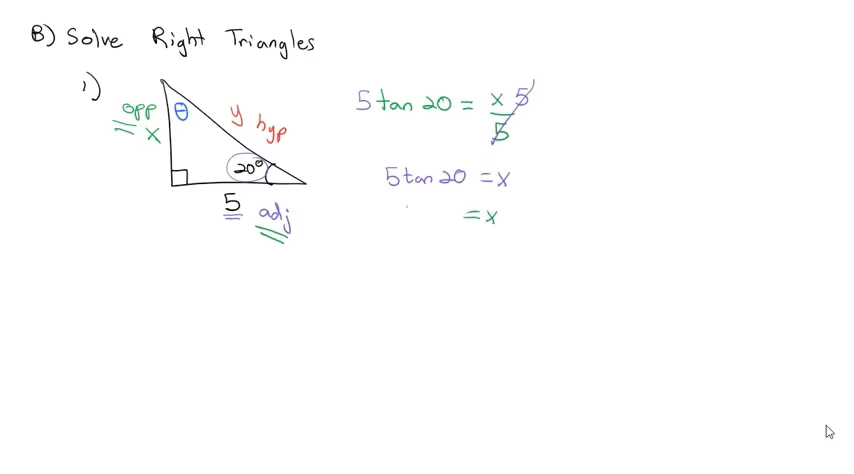 B) Solve Right Triangles
1)
opp
x
θ
y hyp
20°
5 adj
5 tan 20 = x 5
5
5 tan 20 = x
= x